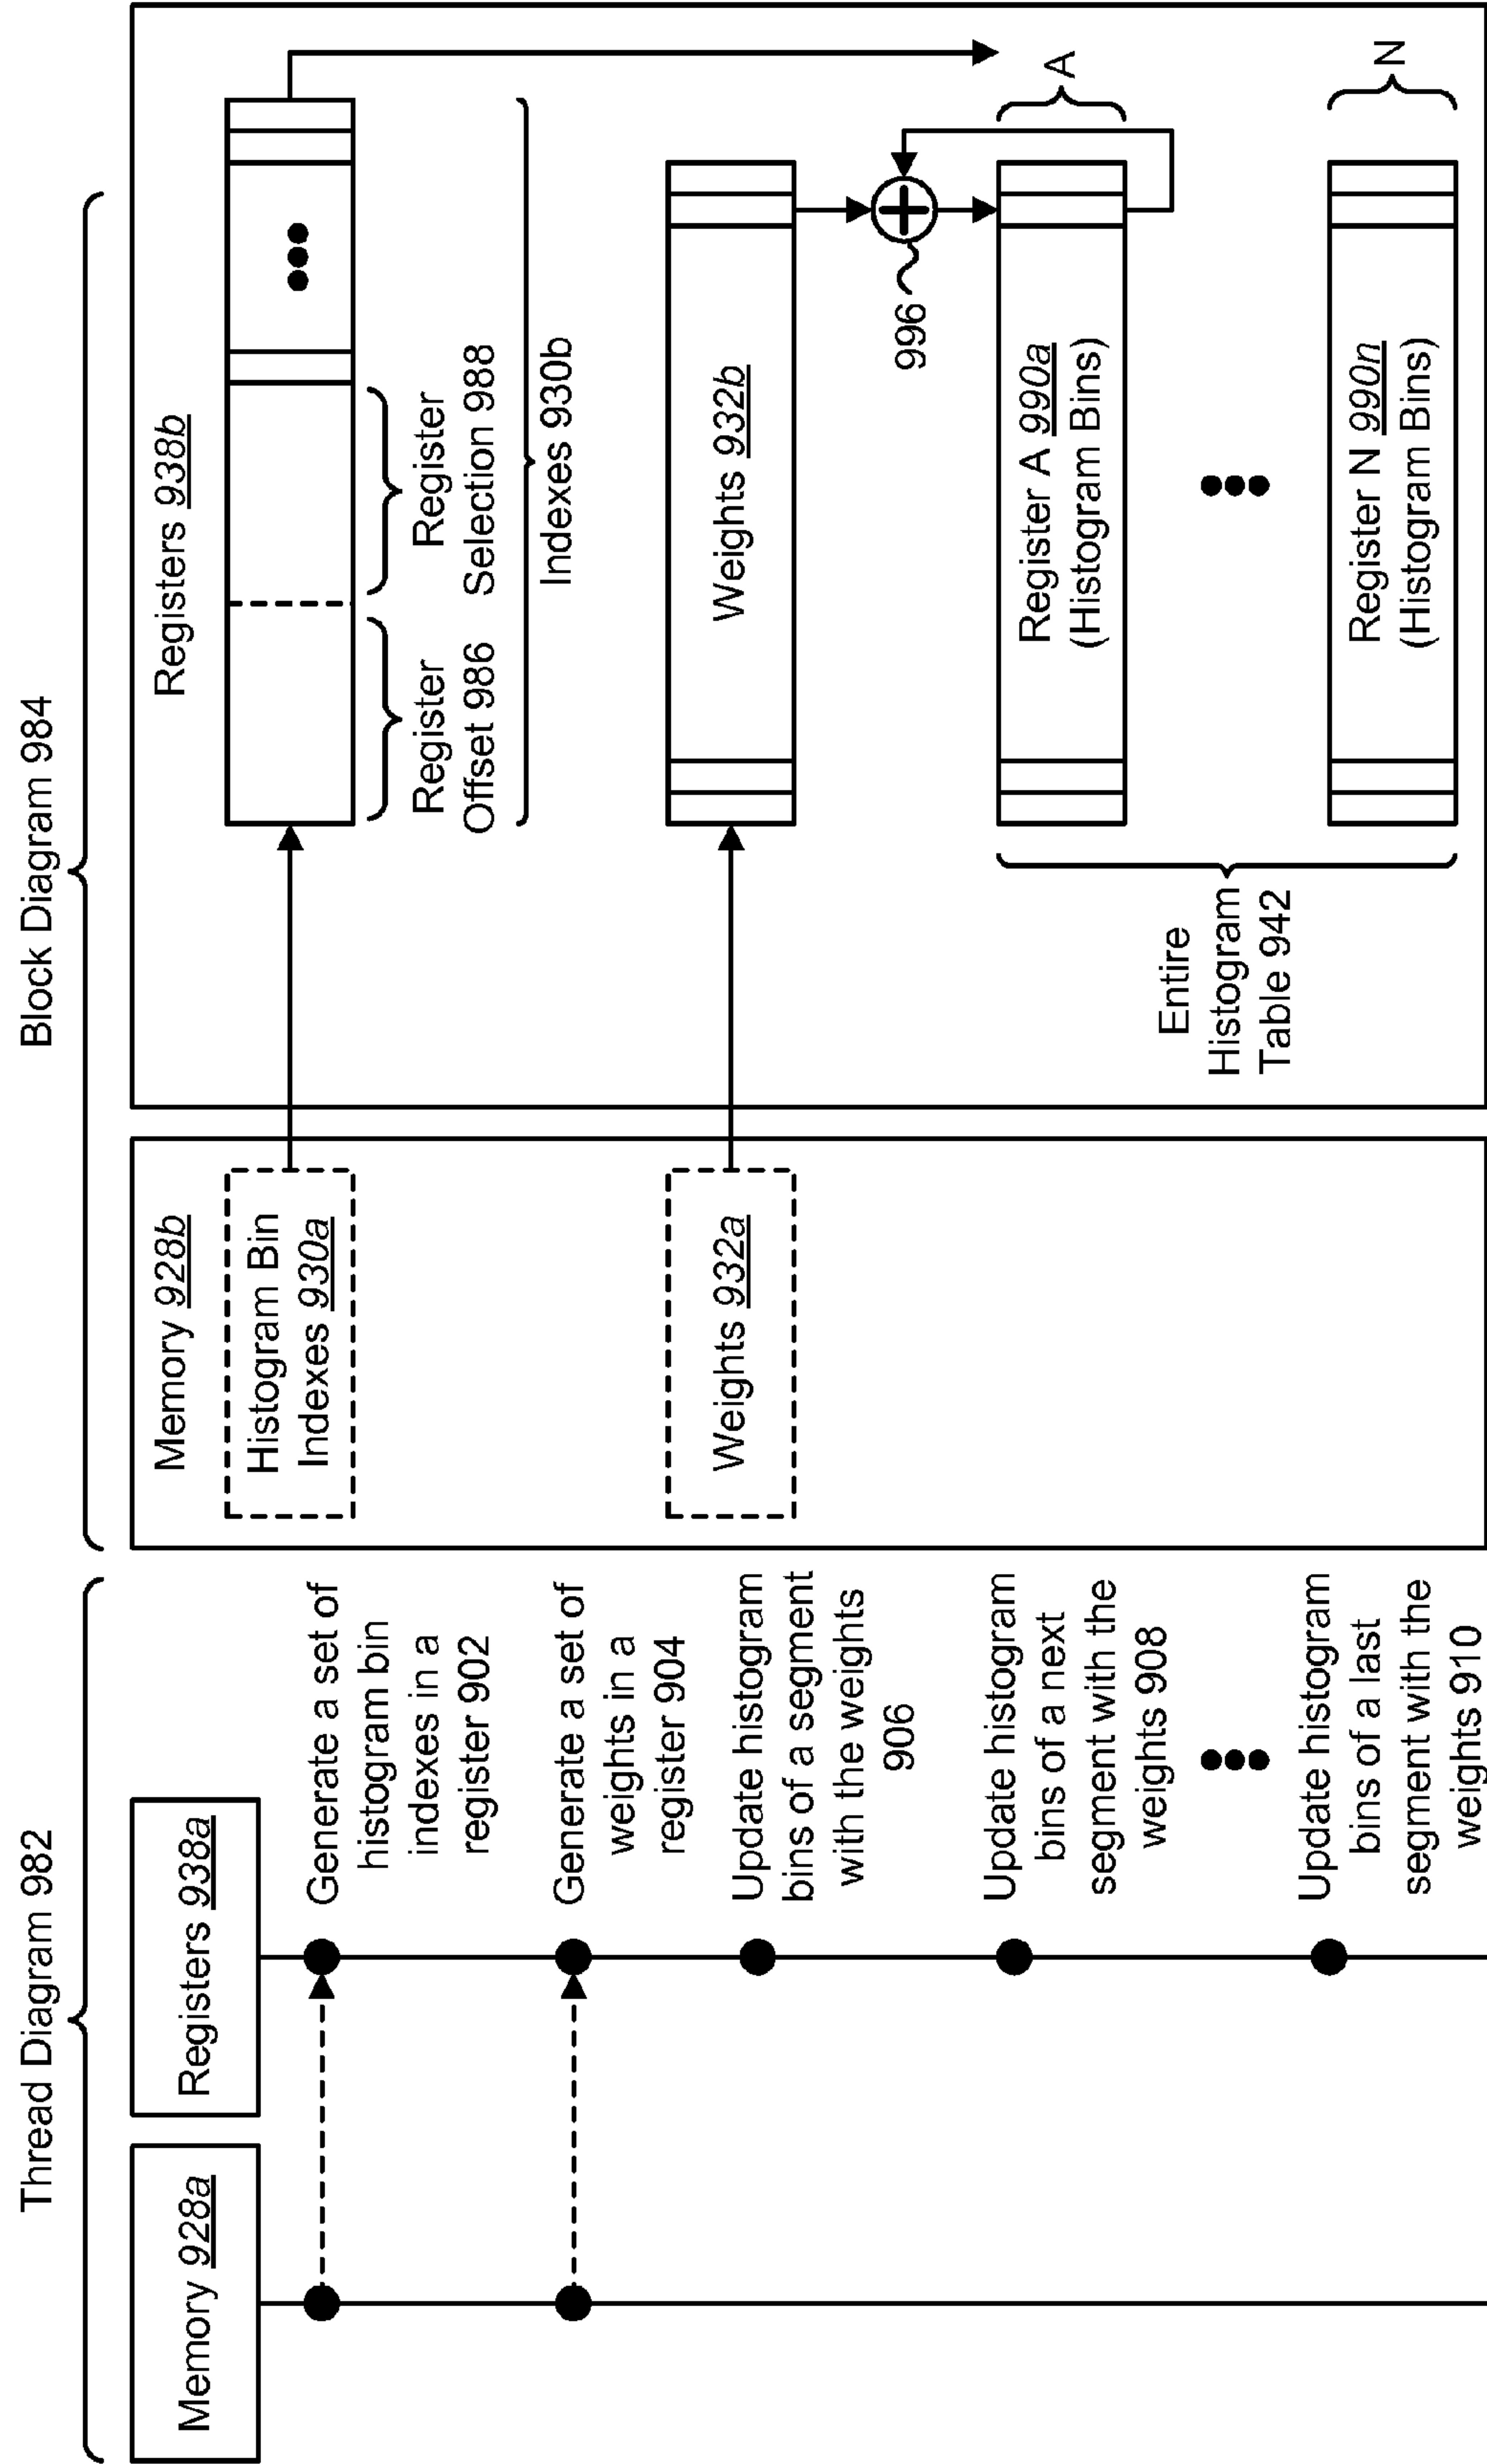 Thread Diagram 982
Memory 928a
Registers 938a
Generate a set of
histogram bin
indexes in a
register 902
Generate a set of
weights in a
register 904
Update histogram
bins of a segment
with the weights
906
Update histogram
bins of a next
segment with the
weights 908
Update histogram
bins of a last
segment with the
weights 910
Block Diagram 984
Memory 928b
Histogram Bin
Indexes 930a
Weights 932a
Registers 938b
Register
Offset 986
Register
Selection 988
Indexes 930b
Weights 932b
996
Register A 990a
(Histogram Bins)
A
Register N 990n
(Histogram Bins)
N
Entire
Histogram
Table 942